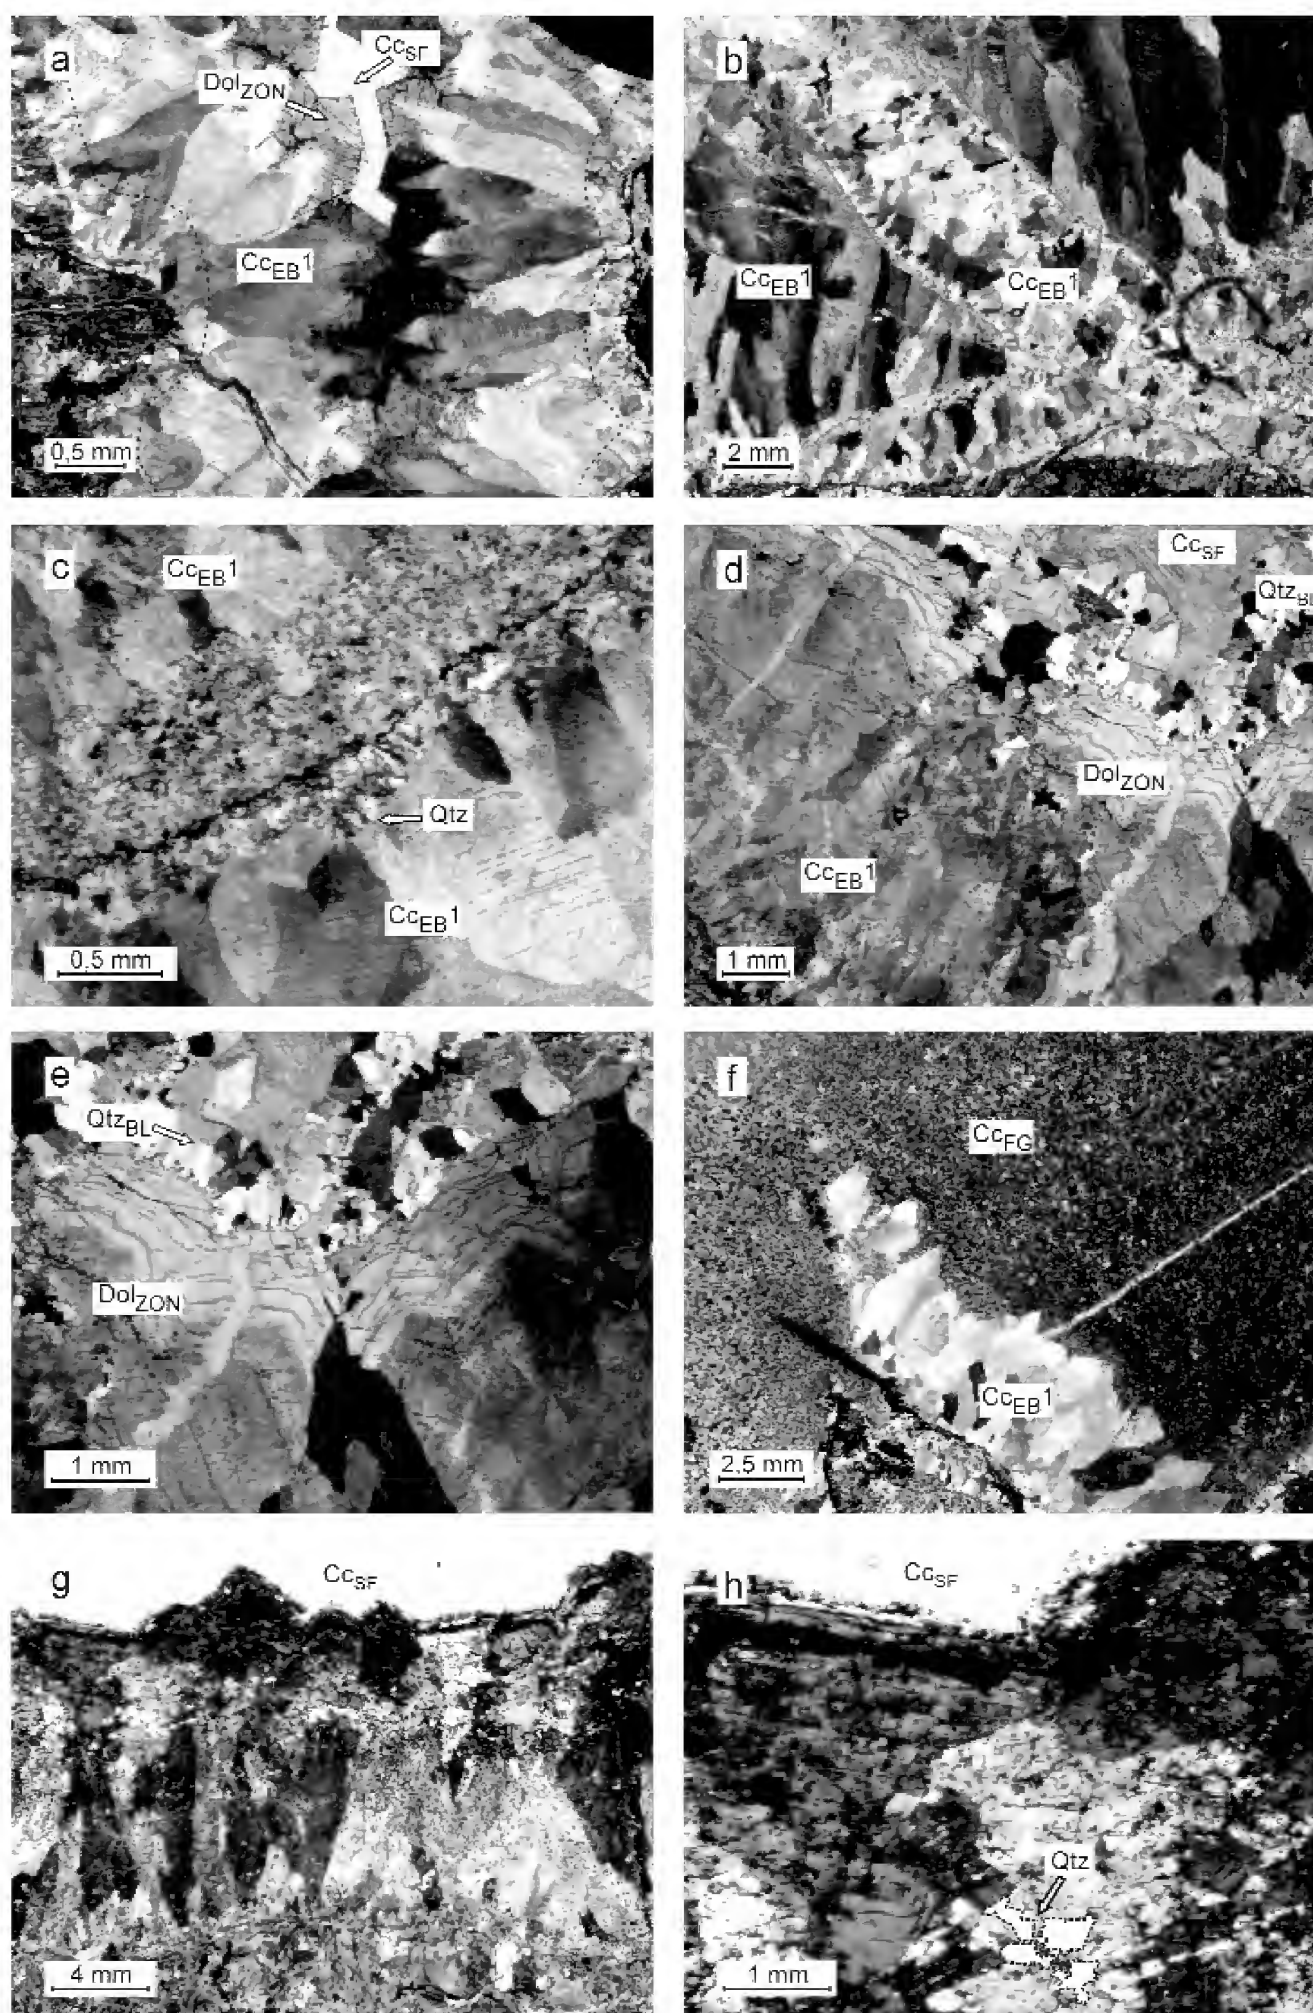 a
Cc_SF
Dol_ZON
Cc_EB1
0,5 mm
b
Cc_EB1
Cc_EB1
2 mm
c
Cc_EB1
Qtz
Cc_EB1
0,5 mm
d
Cc_SF
Qtz_BL
Dol_ZON
Cc_EB1
1 mm
e
Qtz_BL
Dol_ZON
1 mm
f
Cc_FG
Cc_EB1
2,5 mm
g
Cc_SF
4 mm
h
Cc_SF
Qtz
1 mm